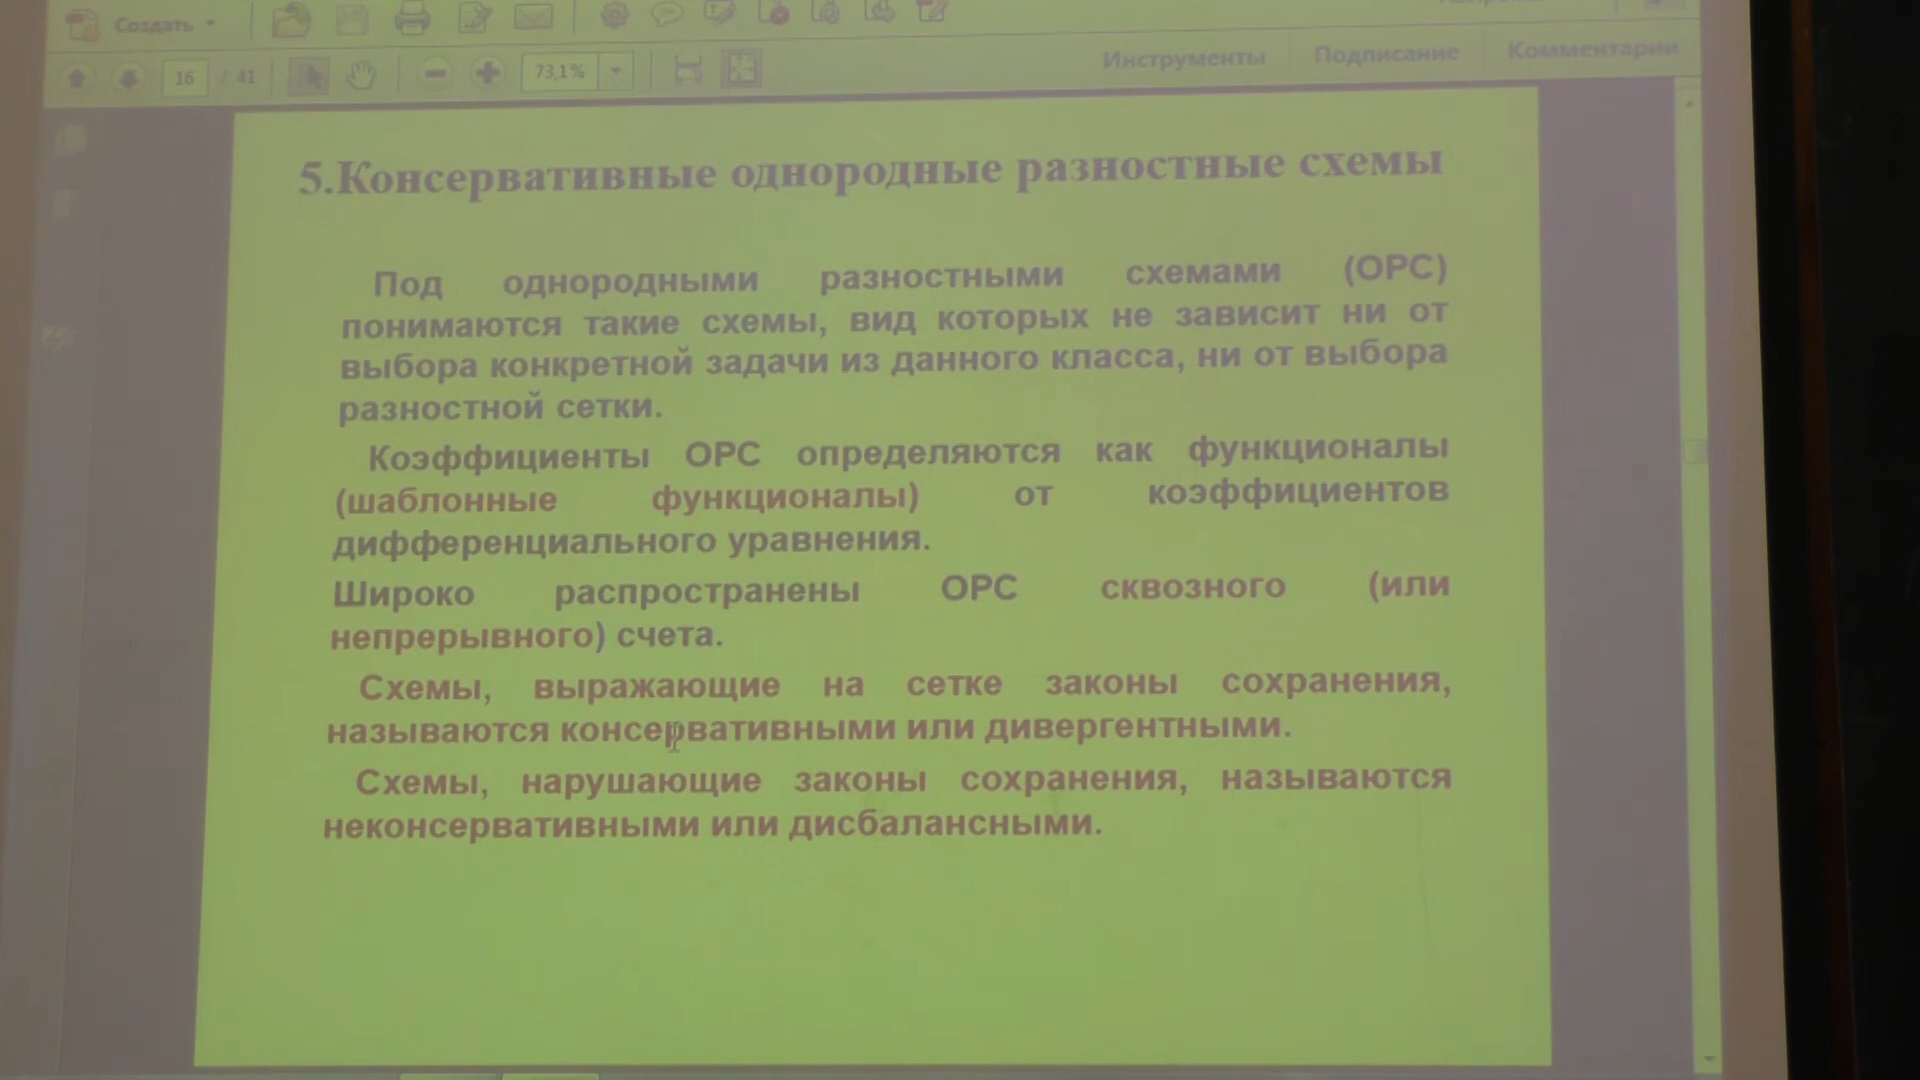 Создать
16 / 41
73,1%
Инструменты
Подписание
Комментарии
5.Консервативные однородные разностные схемы
Под однородными разностными схемами (ОРС)
понимаются такие схемы, вид которых не зависит ни от
выбора конкретной задачи из данного класса, ни от выбора
разностной сетки.
Коэффициенты ОРС определяются как функционалы
(шаблонные функционалы) от коэффициентов
дифференциального уравнения.
Широко распространены ОРС сквозного (или
непрерывного) счета.
Схемы, выражающие на сетке законы сохранения,
называются консервативными или дивергентными.
Схемы, нарушающие законы сохранения, называются
неконсервативными или дисбалансными.